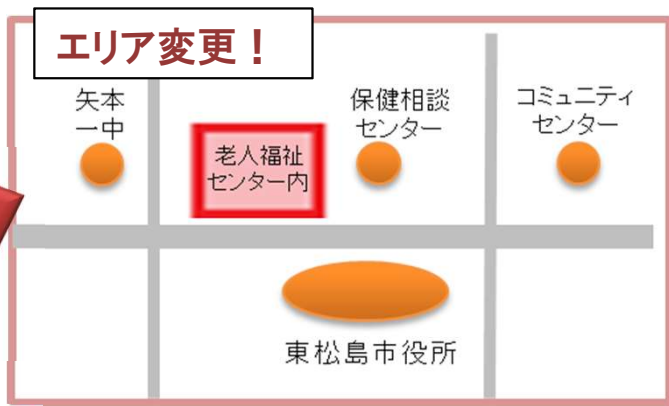 エリア変更！
矢本
一中
老人福祉
センター内
保健相談
センター
コミュニティ
センター
東松島市役所